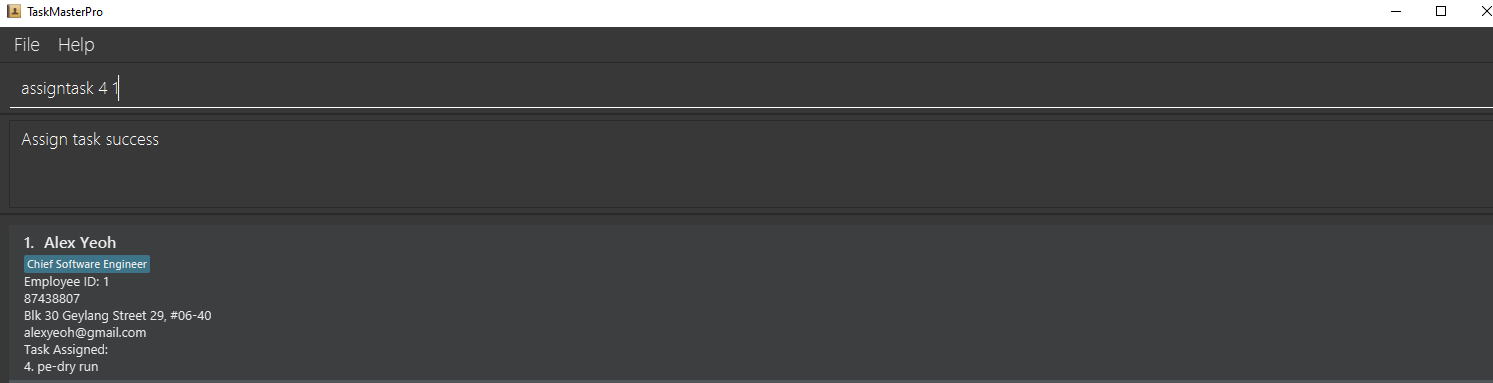 TaskMasterPro
File Help
assigntask 4 1
Assign task success
1. Alex Yeoh
Chief Software Engineer
Employee ID: 1
87438807
Blk 30 Geylang Street 29, #06-40
alexyeoh@gmail.com
Task Assigned:
4. pe-dry run